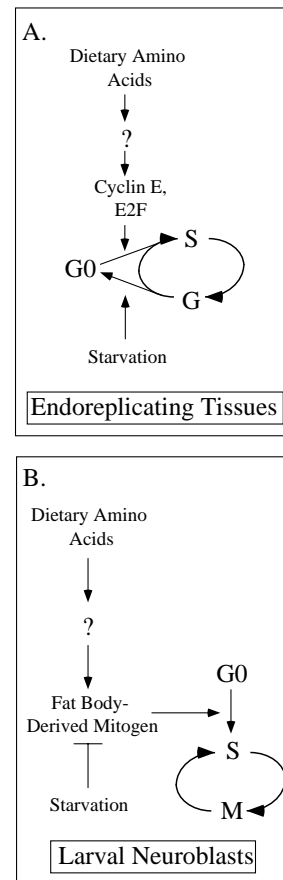 A.
Dietary Amino
Acids
?
Cyclin E,
E2F
G0
S
G
Starvation
Endoreplicating Tissues
B.
Dietary Amino
Acids
?
Fat Body-
Derived Mitogen
G0
S
Starvation
M
Larval Neuroblasts